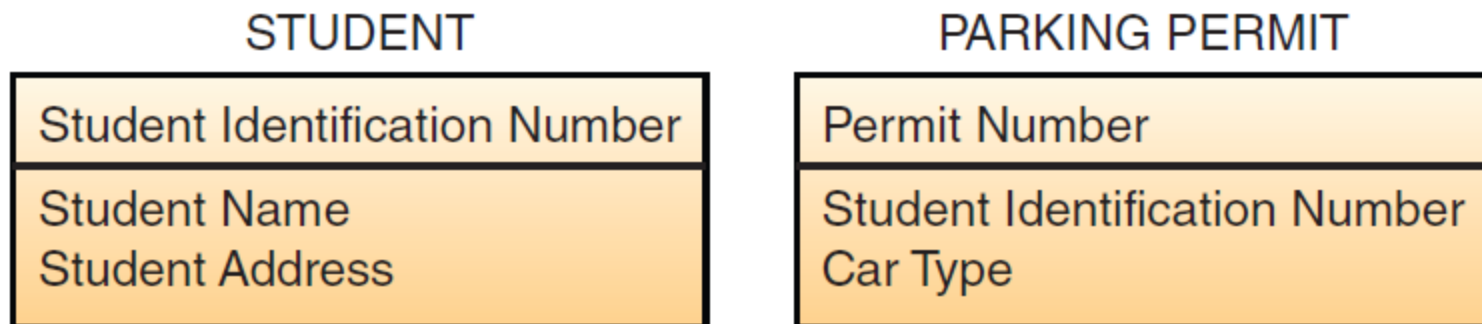 STUDENT
Student Identification Number
Student Name
Student Address
PARKING PERMIT
Permit Number
Student Identification Number
Car Type